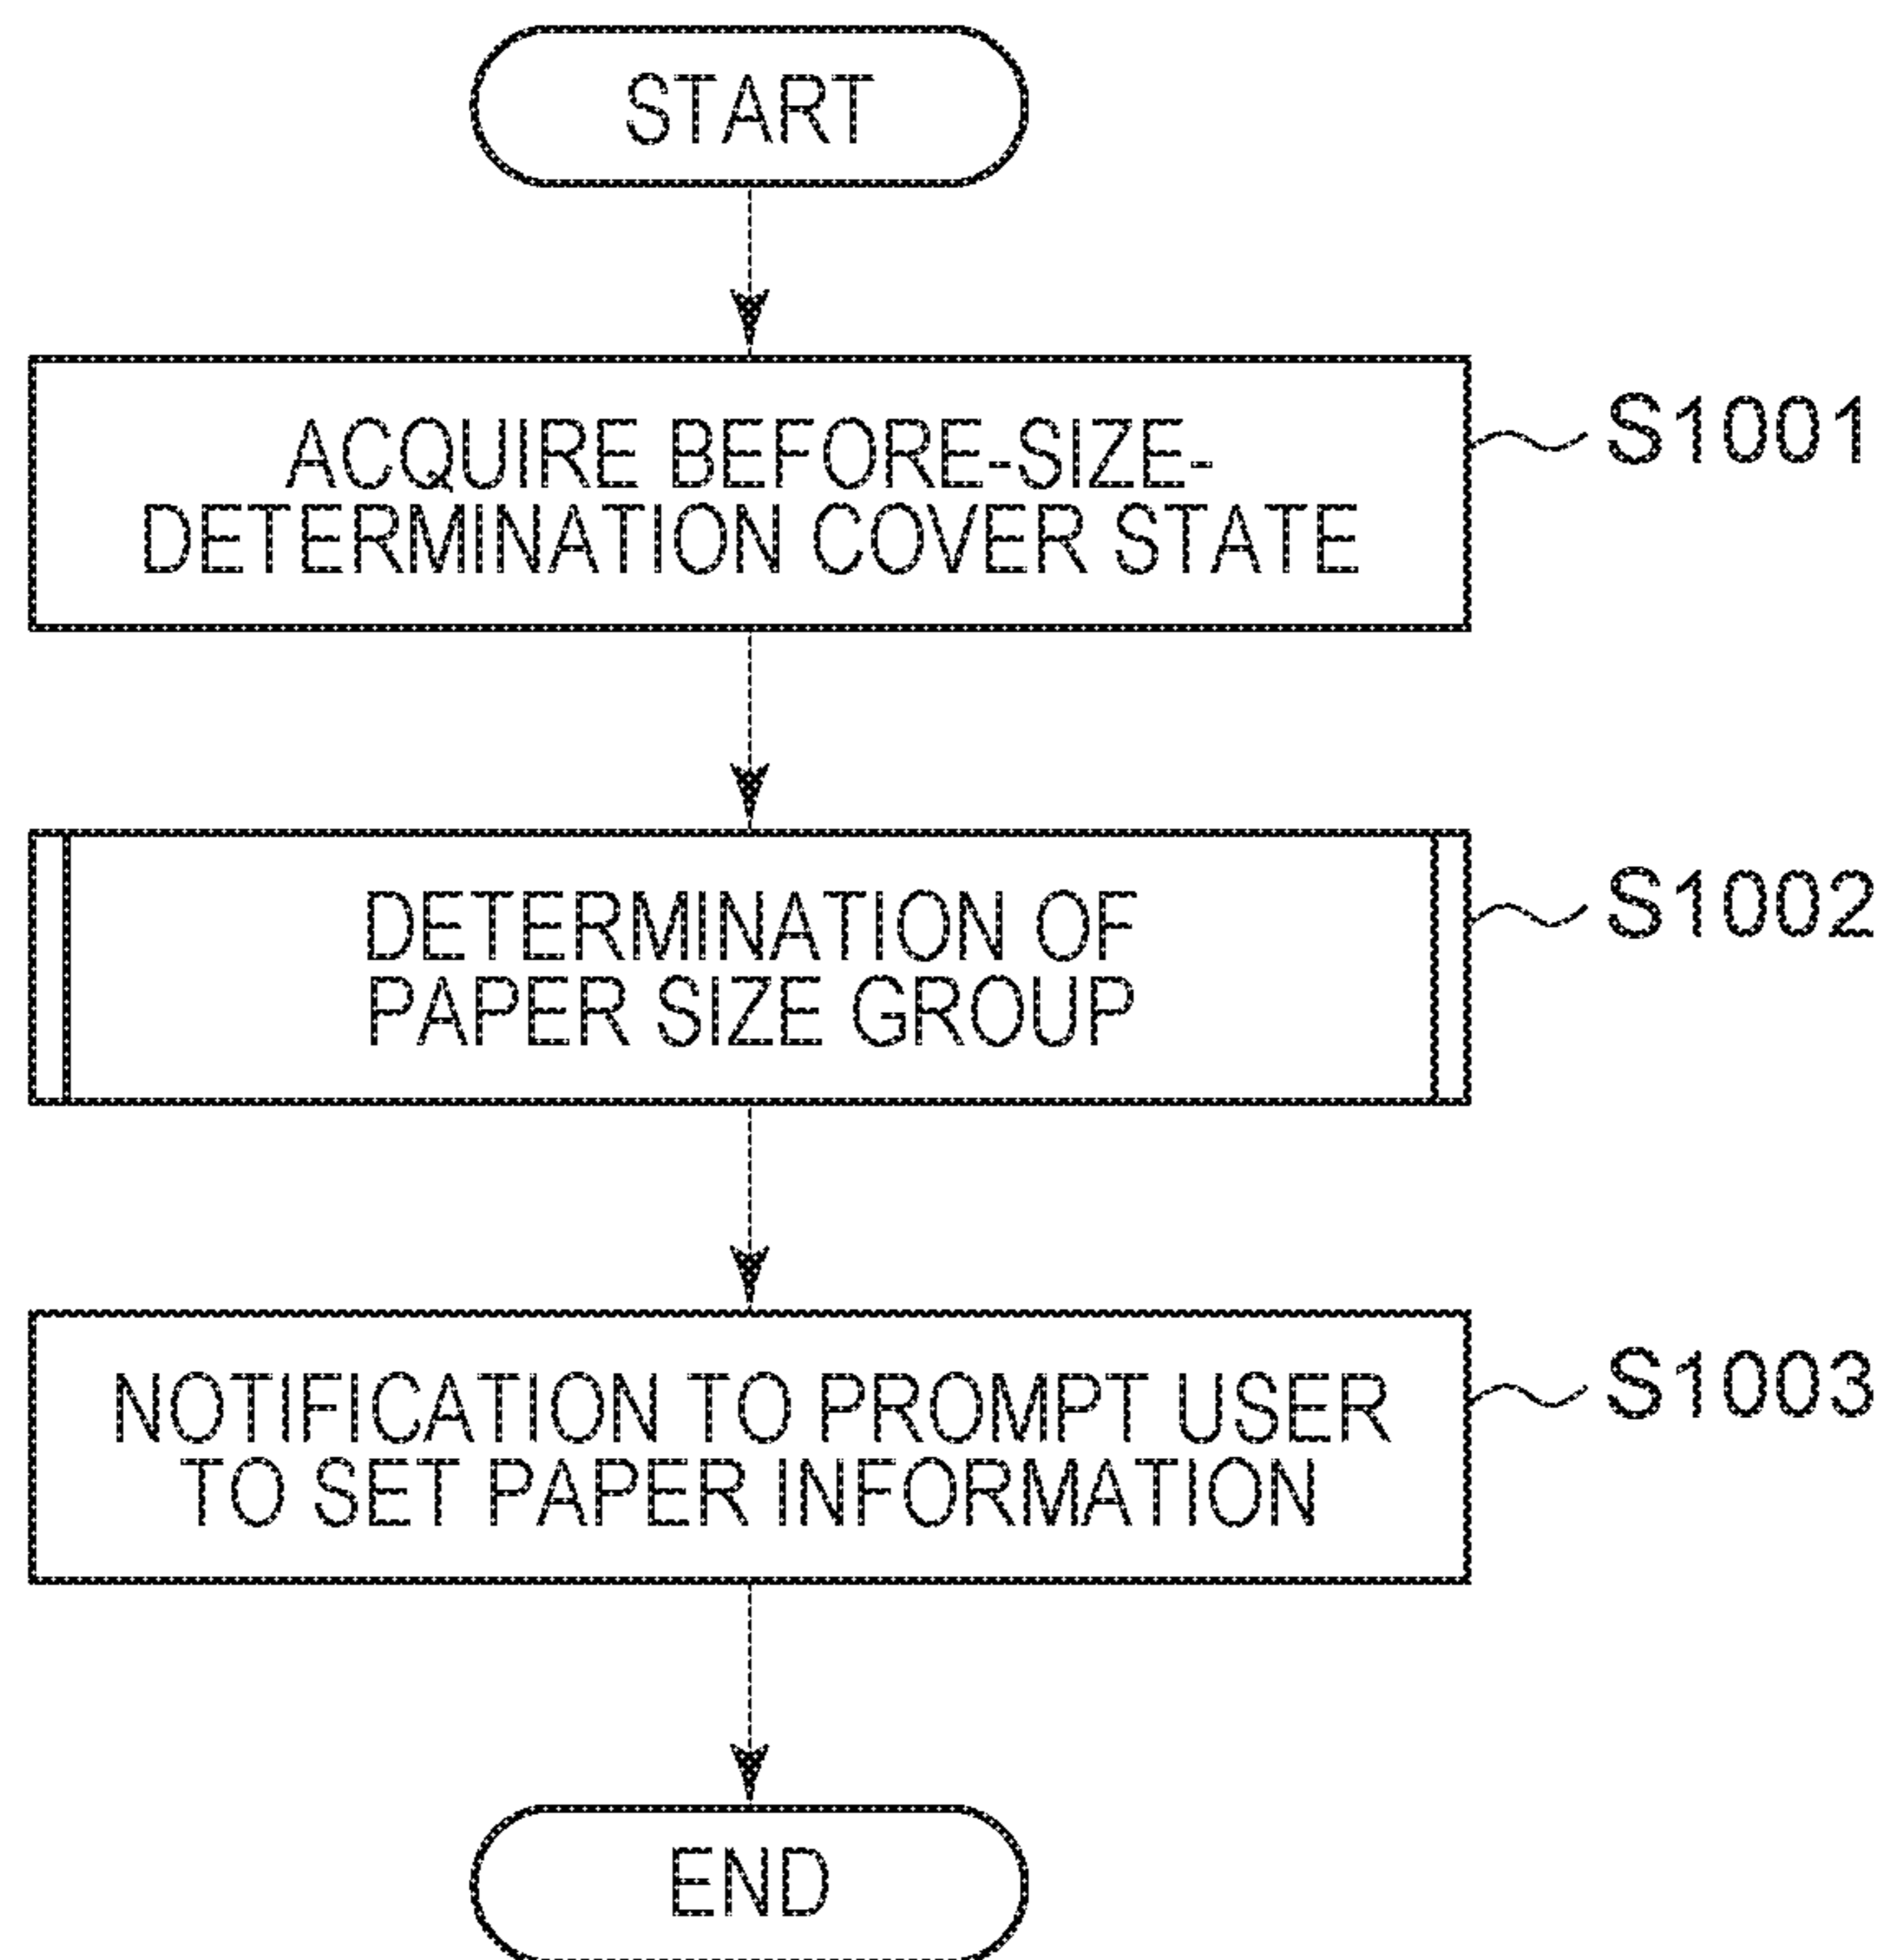 START
ACQUIRE BEFORE-SIZE-
DETERMINATION COVER STATE
S1001
DETERMINATION OF
PAPER SIZE GROUP
S1002
NOTIFICATION TO PROMPT USER
TO SET PAPER INFORMATION
S1003
END